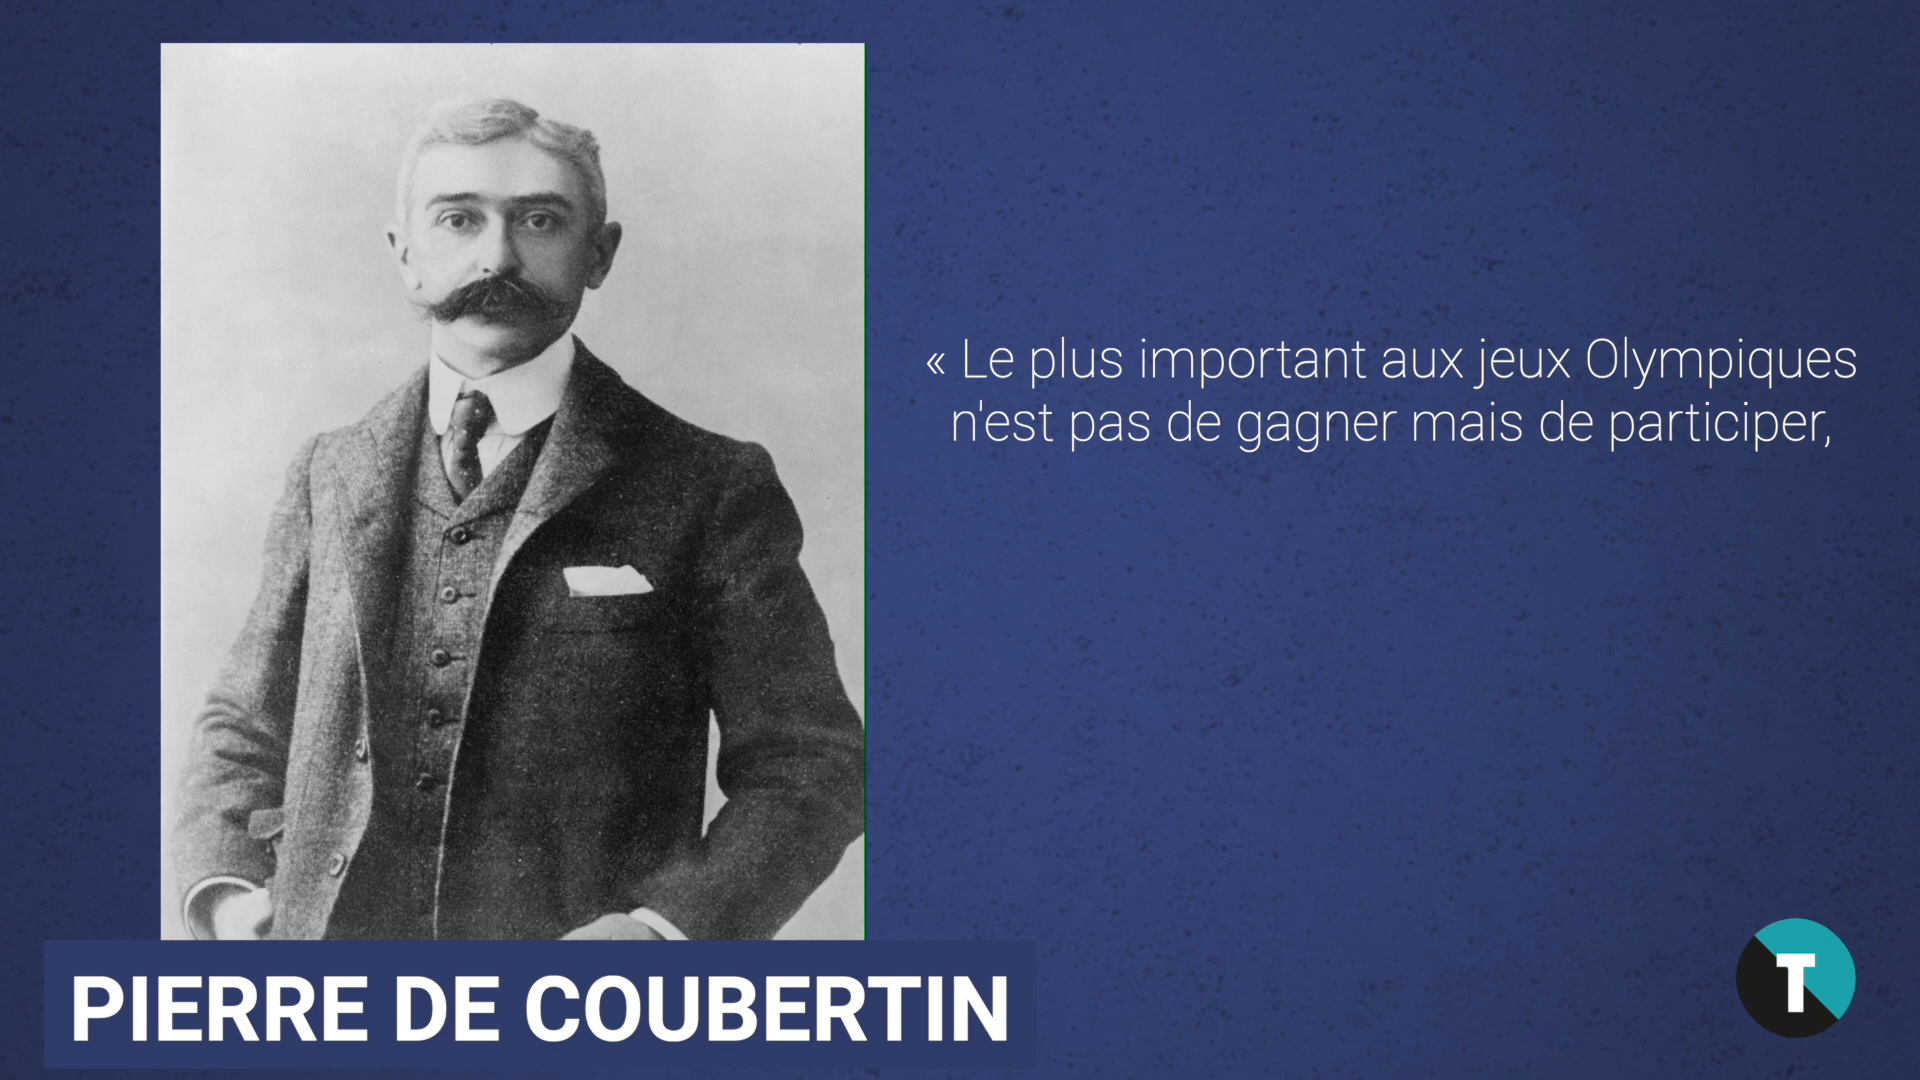 « Le plus important aux jeux Olympiques
n'est pas de gagner mais de participer,
PIERRE DE COUBERTIN
T